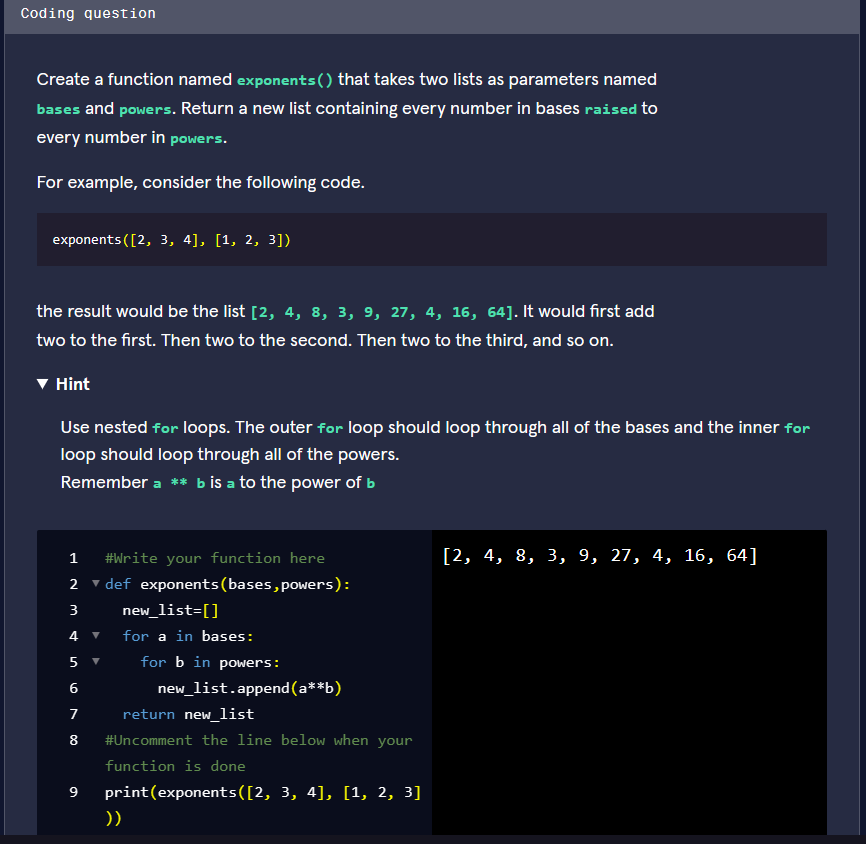 Coding question
Create a function named exponents() that takes two lists as parameters named
bases and powers. Return a new list containing every number in bases raised to
every number in powers.
For example, consider the following code.
exponents([2, 3, 4], [1, 2, 3])
the result would be the list [2, 4, 8, 3, 9, 27, 4, 16, 64]. It would first add
two to the first. Then two to the second. Then two to the third, and so on.
▼ Hint
Use nested for loops. The outer for loop should loop through all of the bases and the inner for
loop should loop through all of the powers.
Remember a ** b is a to the power of b
1 #Write your function here
2 ▼ def exponents(bases,powers):
3 new_list=[]
4 ▼ for a in bases:
5 ▼ for b in powers:
6 new_list.append(a**b)
7 return new_list
8 #Uncomment the line below when your
function is done
9 print(exponents([2, 3, 4], [1, 2, 3]
))
[2, 4, 8, 3, 9, 27, 4, 16, 64]